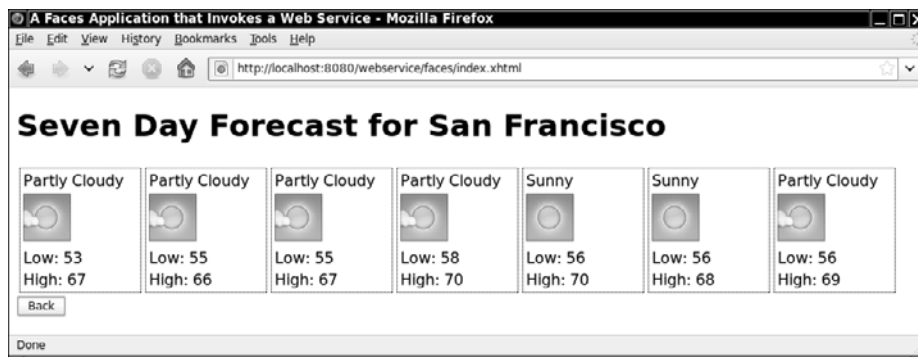 A Faces Application that Invokes a Web Service - Mozilla Firefox
File Edit View History Bookmarks Tools Help
http://localhost:8080/webservice/faces/index.xhtml
Seven Day Forecast for San Francisco
Partly Cloudy Partly Cloudy Partly Cloudy Partly Cloudy Sunny Sunny Partly Cloudy
Low: 53 Low: 55 Low: 55 Low: 58 Low: 56 Low: 56 Low: 56
High: 67 High: 66 High: 67 High: 70 High: 70 High: 68 High: 69
Back
Done